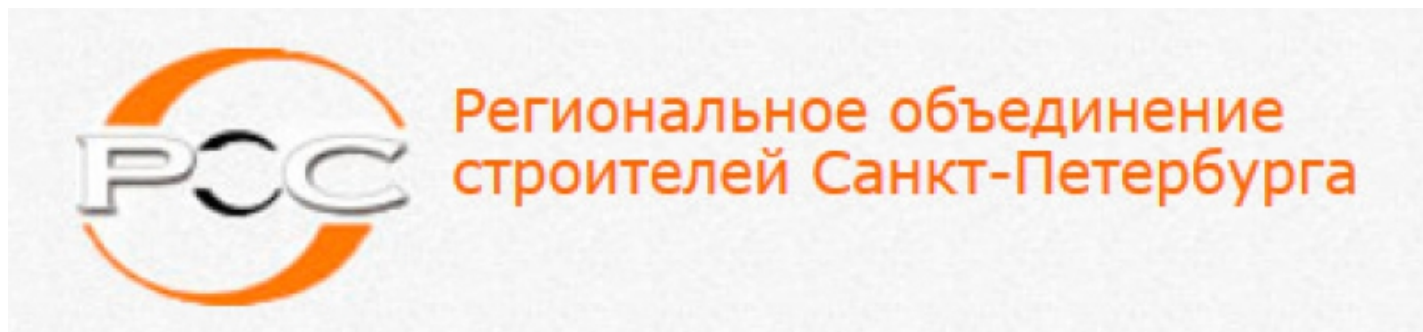 РОС
Региональное объединение
строителей Санкт-Петербурга